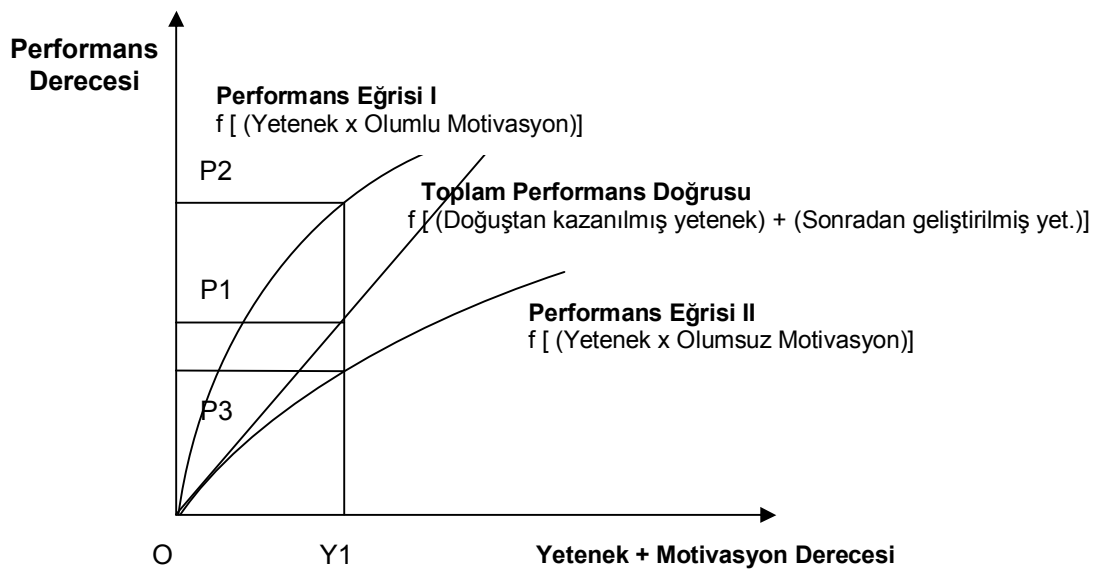 Performans
Derecesi
Performans Eğrisi I
f [ (Yetenek x Olumlu Motivasyon)]
P2
Toplam Performans Doğrusu
f [ (Doğuştan kazanılmış yetenek) + (Sonradan geliştirilmiş yet.)]
P1
Performans Eğrisi II
f [ (Yetenek x Olumsuz Motivasyon)]
P3
O
Y1
Yetenek + Motivasyon Derecesi